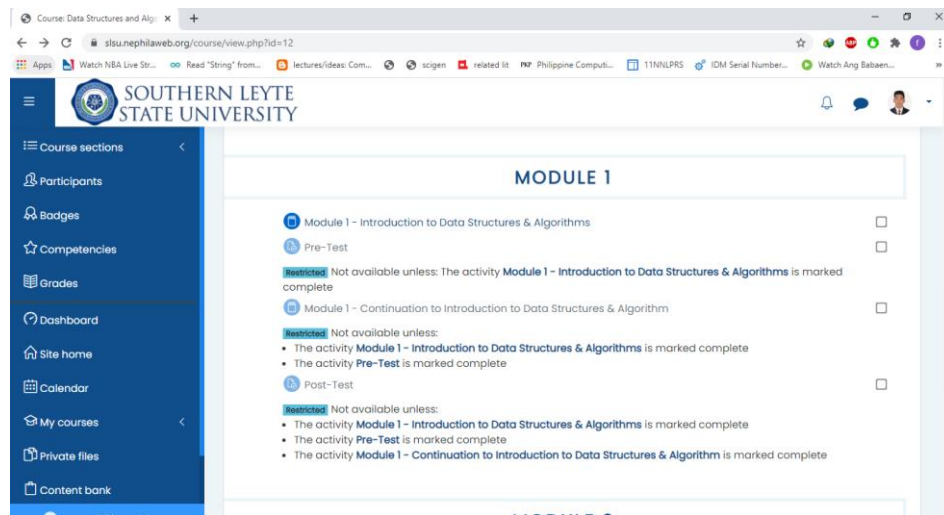 Course: Data Structures and Algo
slsu.nephilaweb.org/course/view.php?id=12
Apps Watch NBA Live Str... Read "String" from... lectures/ideas: Com... scigen related lit PKP Philippine Computi... 11NNLPRS IDM Serial Number... Watch Ang Babaen... »
SOUTHERN LEYTE
STATE UNIVERSITY
Course sections
Participants
Badges
Competencies
Grades
Dashboard
Site home
Calendar
My courses
Private files
Content bank
MODULE 1
Module 1 - Introduction to Data Structures & Algorithms
Pre-Test
Restricted Not available unless: The activity Module 1 - Introduction to Data Structures & Algorithms is marked
complete
Module 1 - Continuation to Introduction to Data Structures & Algorithm
Restricted Not available unless:
• The activity Module 1 - Introduction to Data Structures & Algorithms is marked complete
• The activity Pre-Test is marked complete
Post-Test
Restricted Not available unless:
• The activity Module 1 - Introduction to Data Structures & Algorithms is marked complete
• The activity Pre-Test is marked complete
• The activity Module 1 - Continuation to Introduction to Data Structures & Algorithm is marked complete